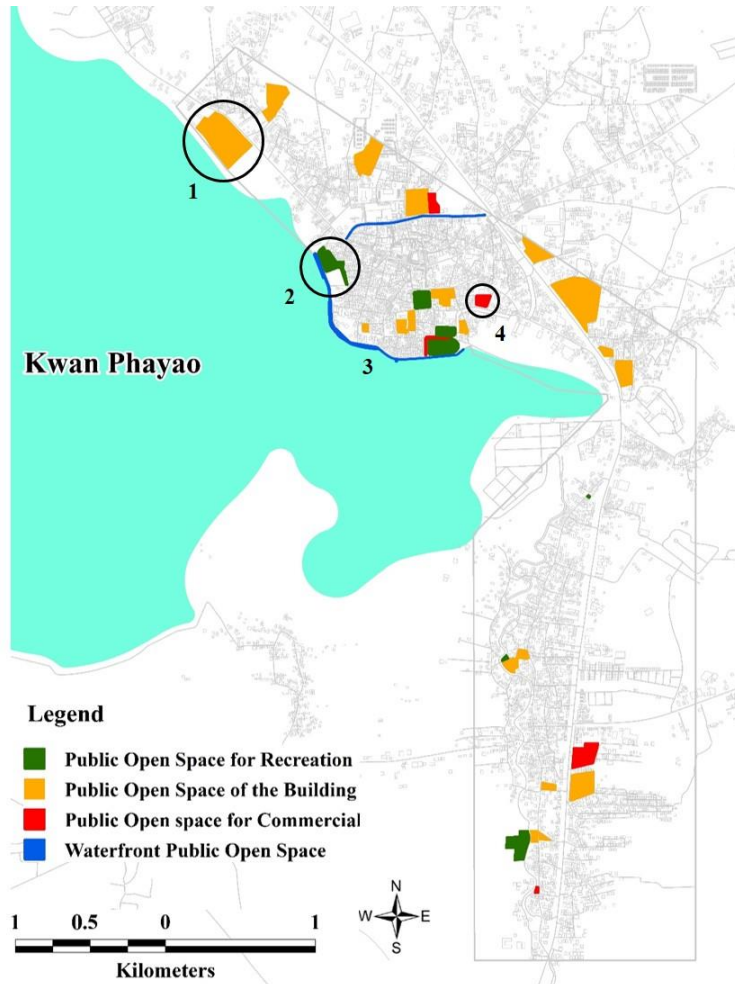 1
2
4
3
Kwan Phayao
Legend
Public Open Space for Recreation
Public Open Space of the Building
Public Open space for Commercial
Waterfront Public Open Space
N
W E
S
1 0.5 0 1
Kilometers